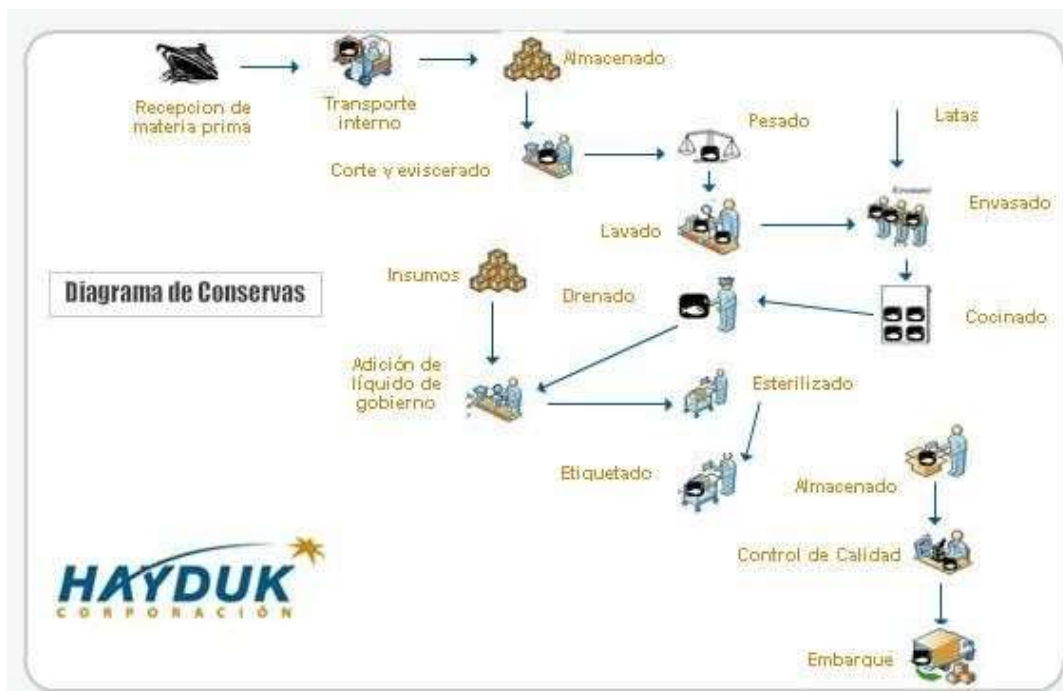 Almacenado
Recepcion de
materia prima
Transporte
interno
Pesado
Latas
Corte y eviscerado
Envasado
Lavado
Insumos
Diagrama de Conservas
Drenado
Cocinado
Adición de
líquido de
gobierno
Esterilizado
Etiquetado
Almacenado
Control de Calidad
HAYDUK
CORPORACIÓN
Embarque